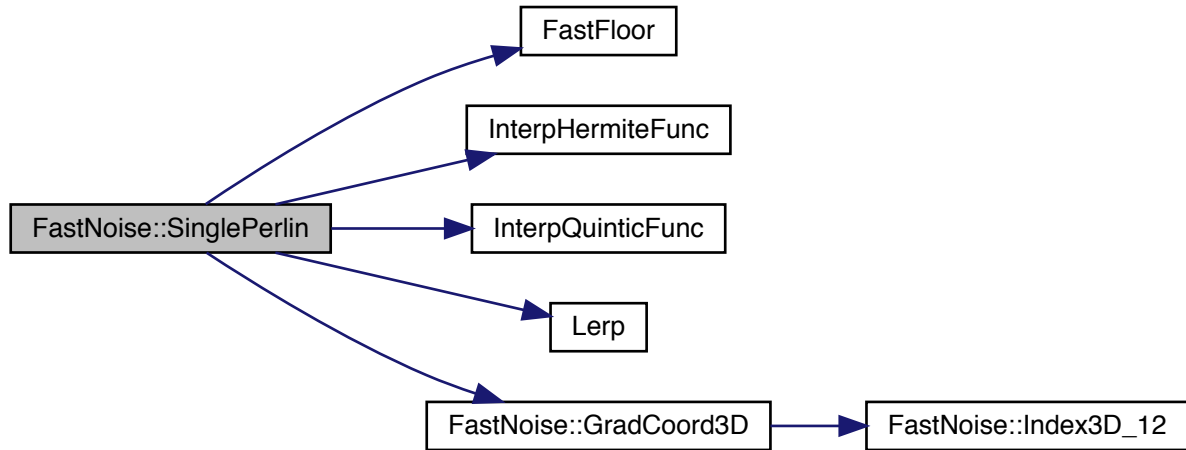 FastFloor
InterpHermiteFunc
FastNoise::SinglePerlin
InterpQuinticFunc
Lerp
FastNoise::GradCoord3D
FastNoise::Index3D_12